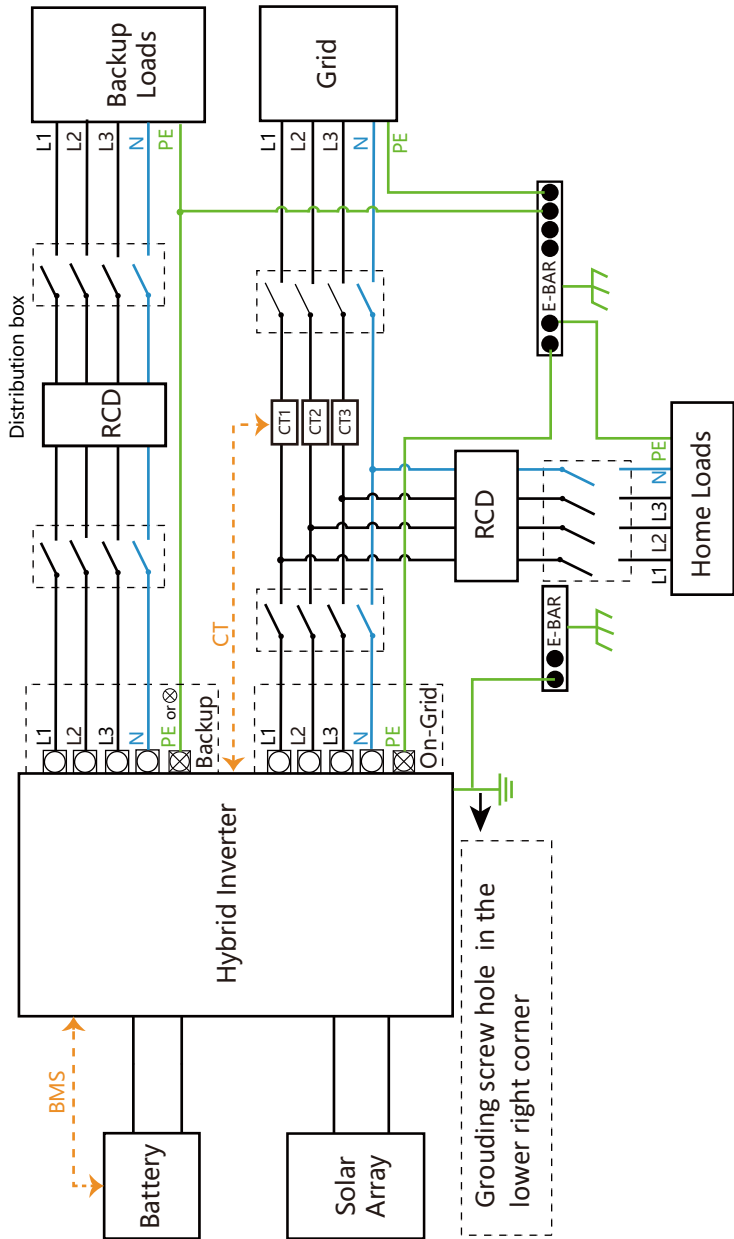 Backup
Loads
L1
L2
L3
N
PE
Grid
L1
L2
L3
N
PE
Distribution box
RCD
CT1
CT2
CT3
E-BAR
RCD
PE
N
L3
L2
L1
Home Loads
E-BAR
CT
L1
L2
L3
N
PE
or
Backup
L1
L2
L3
N
PE
On-Grid
Hybrid Inverter
Grouding screw hole in the
lower right corner
BMS
Battery
Solar
Array